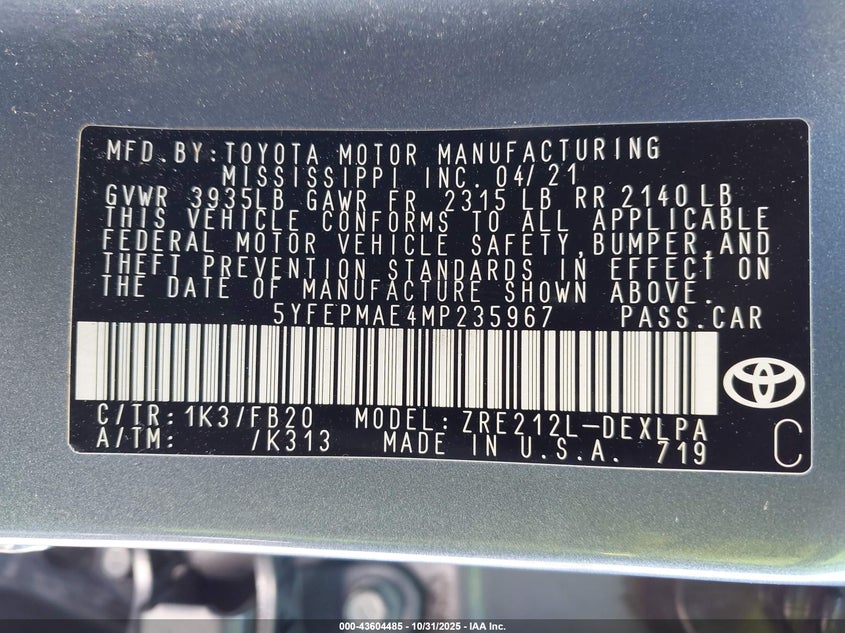 MFD.BY:TOYOTA MOTOR MANUFACTURING
MISSISSIPPI INC. 04/21
GVWR 3935LB GAWR FR 2315 LB RR 2140 LB
THIS VEHICLE CONFORMS TO ALL APPLICABLE
FEDERAL MOTOR VEHICLE SAFETY,BUMPER,AND
THEFT PREVENTION STANDARDS IN EFFECT ON
THE DATE OF MANUFACTURE SHOWN ABOVE.
5YFEPMAE4MP235967 PASS.CAR
C/TR:1K3/FB20 MODEL:ZRE212L-DEXLPA
A/TM: /K313 MADE IN U.S.A. 719 C
000-43604485 - 10/31/2025 - IAA Inc.